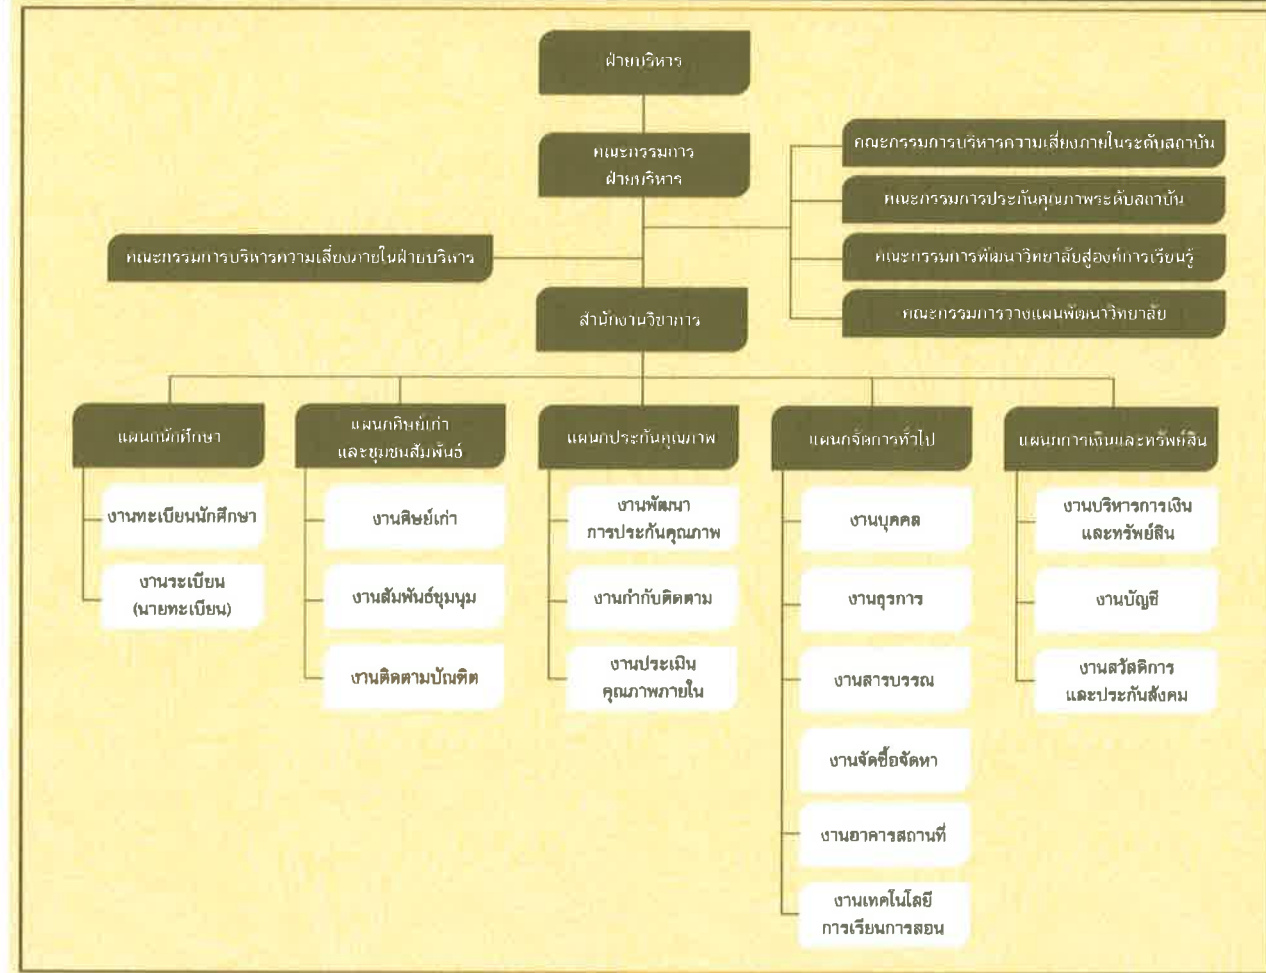 ฝ่ายบริหาร
คณะกรรมการ
ฝ่ายบริหาร
คณะกรรมการบริหารความเสี่ยงภายในระดับสถาบัน
คณะกรรมการประกันคุณภาพระดับสถาบัน
คณะกรรมการพัฒนาวิทยาลัยสู่องค์การเรียนรู้
คณะกรรมการวางแผนพัฒนาวิทยาลัย
คณะกรรมการบริหารความเสี่ยงภายในฝ่ายบริหาร
สำนักงานวิชาการ
แผนกนักศึกษา
งานทะเบียนนักศึกษา
งานระเบียน
(นายทะเบียน)
แผนกศิษย์เก่า
และชุมชนสัมพันธ์
งานศิษย์เก่า
งานสัมพันธ์ชุมนุม
งานติดตามบัณฑิต
แผนกประกันคุณภาพ
งานพัฒนา
การประกันคุณภาพ
งานกำกับติดตาม
งานประเมิน
คุณภาพภายใน
แผนกจัดการทั่วไป
งานบุคคล
งานธุรการ
งานสารบรรณ
งานจัดซื้อจัดหา
งานอาคารสถานที่
งานเทคโนโลยี
การเรียนการสอน
แผนกการเงินและทรัพย์สิน
งานบริหารการเงิน
และทรัพย์สิน
งานบัญชี
งานสวัสดิการ
และประกันสังคม